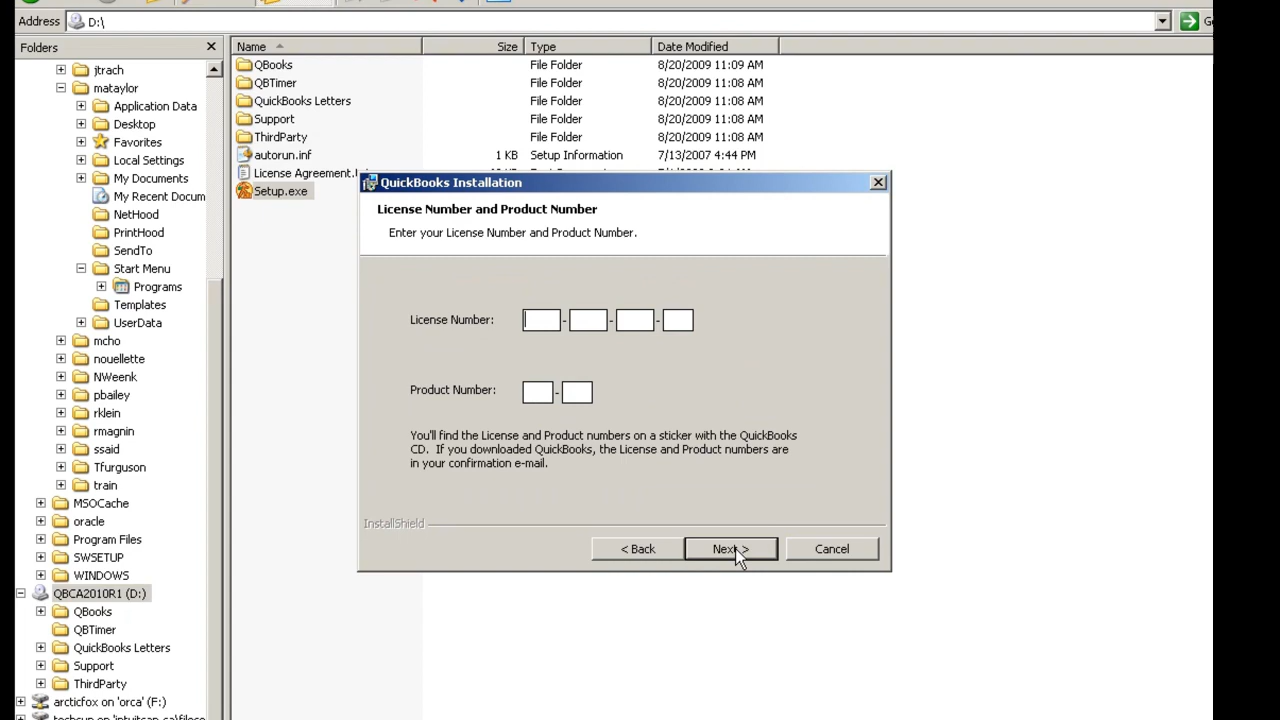 Address D:\
Folders
Name Size Type Date Modified
jtrach
mataylor
Application Data
Desktop
Favorites
Local Settings
My Documents
My Recent Docum
NetHood
PrintHood
SendTo
Start Menu
Programs
Templates
UserData
mcho
nouellette
NWeenk
pbailey
rklein
rmagnin
ssaid
Tfurguson
train
MSOCache
oracle
Program Files
SWSETUP
WINDOWS
QBCA2010R1 (D:)
QBooks
QBTimer
QuickBooks Letters
Support
ThirdParty
arcticfox on 'orca' (F:)
QBooks File Folder 8/20/2009 11:09 AM
QBTimer File Folder 8/20/2009 11:08 AM
QuickBooks Letters File Folder 8/20/2009 11:08 AM
Support File Folder 8/20/2009 11:08 AM
ThirdParty File Folder 8/20/2009 11:08 AM
autorun.inf 1 KB Setup Information 7/13/2007 4:44 PM
License Agreement.
Setup.exe
QuickBooks Installation
License Number and Product Number
Enter your License Number and Product Number.
License Number: - - -
Product Number: -
You'll find the License and Product numbers on a sticker with the QuickBooks
CD. If you downloaded QuickBooks, the License and Product numbers are
in your confirmation e-mail.
InstallShield
< Back Next > Cancel